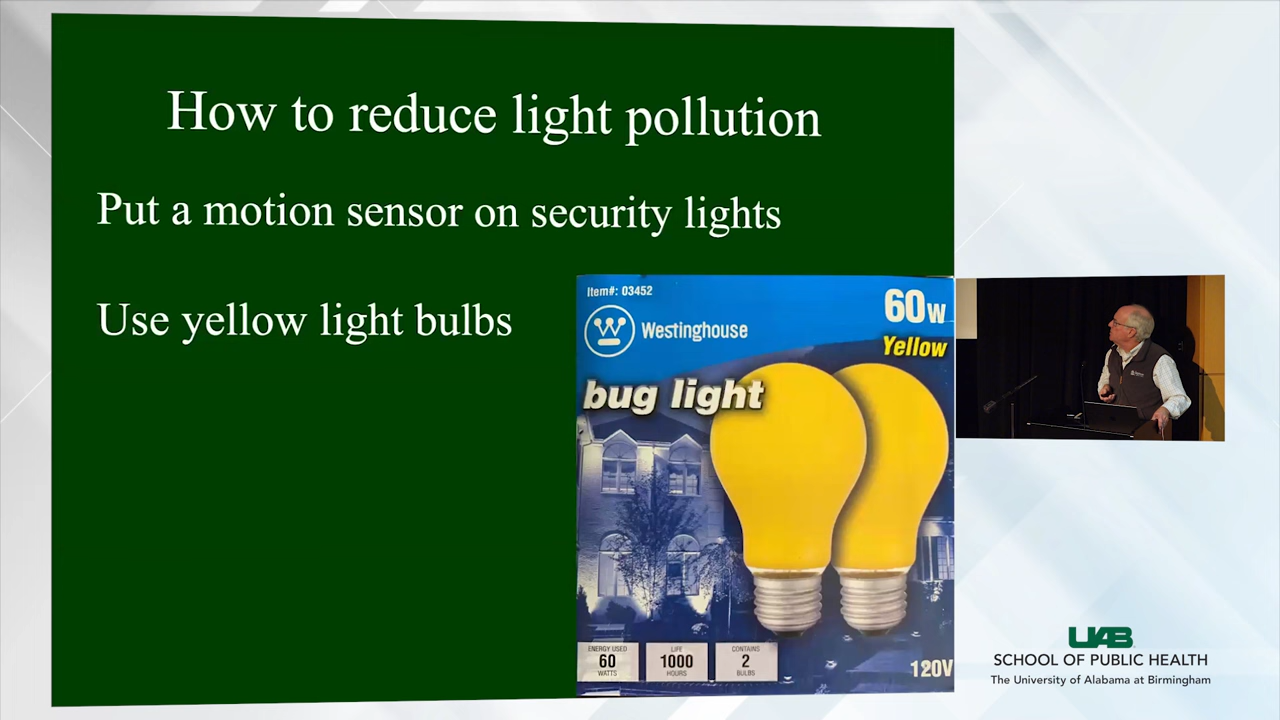 How to reduce light pollution
Put a motion sensor on security lights
Use yellow light bulbs
Item#: 03452
Westinghouse
60W
Yellow
bug light
ENERGY USED
60
WATTS
LIFE
1000
HOURS
CONTAINS
2
BULBS
120V
UAB
SCHOOL OF PUBLIC HEALTH
The University of Alabama at Birmingham